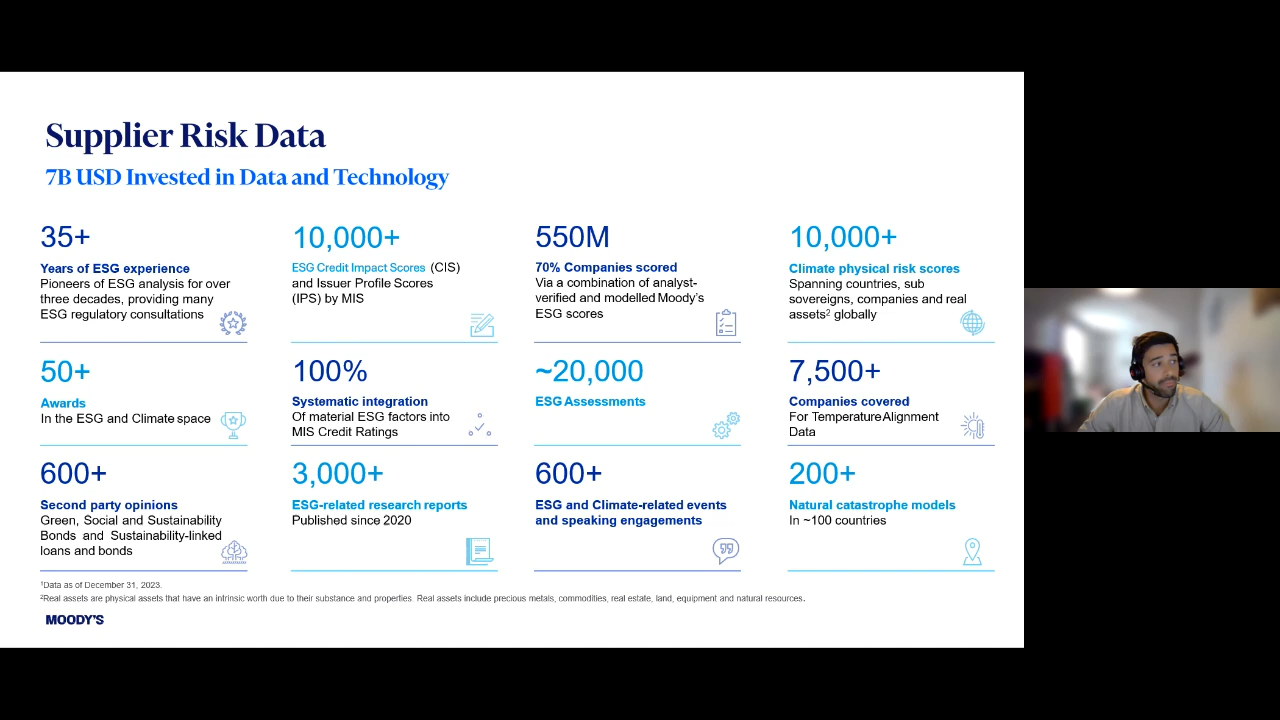 Supplier Risk Data
7B USD Invested in Data and Technology
35+
Years of ESG experience
Pioneers of ESG analysis for over
three decades, providing many
ESG regulatory consultations
10,000+
ESG Credit Impact Scores (CIS)
and Issuer Profile Scores
(IPS) by MIS
550M
70% Companies scored
Via a combination of analyst-
verified and modelled Moody's
ESG scores
10,000+
Climate physical risk scores
Spanning countries, sub
sovereigns, companies and real
assets² globally
50+
Awards
In the ESG and Climate space
100%
Systematic integration
Of material ESG factors into
MIS Credit Ratings
~20,000
ESG Assessments
7,500+
Companies covered
For Temperature Alignment
Data
600+
Second party opinions
Green, Social and Sustainability
Bonds and Sustainability-linked
loans and bonds
3,000+
ESG-related research reports
Published since 2020
600+
ESG and Climate-related events
and speaking engagements
200+
Natural catastrophe models
In ~100 countries
¹Data as of December 31, 2023.
²Real assets are physical assets that have an intrinsic worth due to their substance and properties. Real assets include precious metals, commodities, real estate, land, equipment and natural resources.
MOODY'S